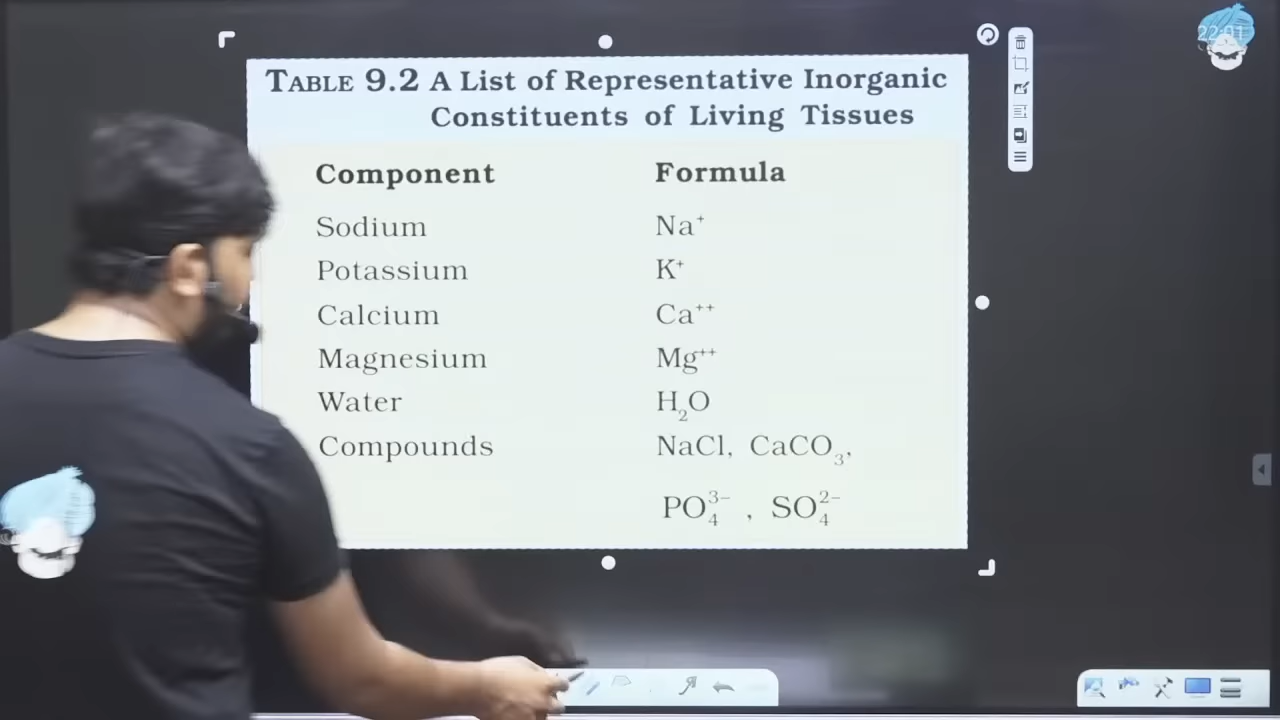 TABLE 9.2 A List of Representative Inorganic
Constituents of Living Tissues
Component Formula
Sodium Na⁺
Potassium K⁺
Calcium Ca⁺⁺
Magnesium Mg⁺⁺
Water H₂O
Compounds NaCl, CaCO₃,
PO₄³⁻ , SO₄²⁻